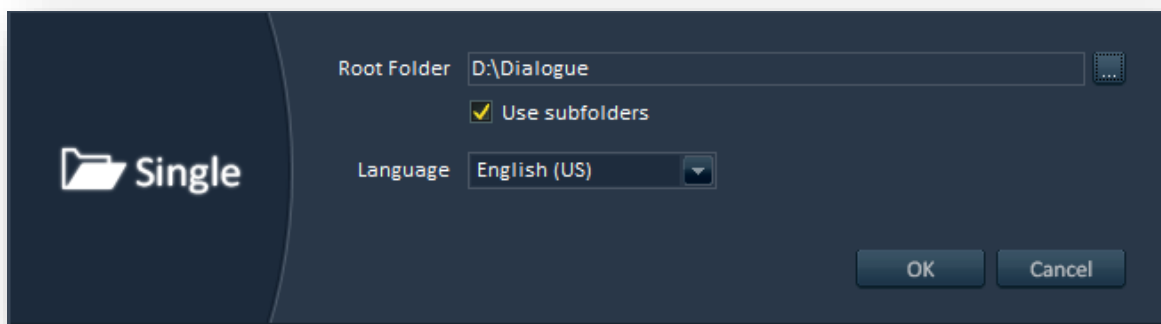 Single
Root Folder D:\Dialogue ...
Use subfolders
Language English (US)
OK Cancel